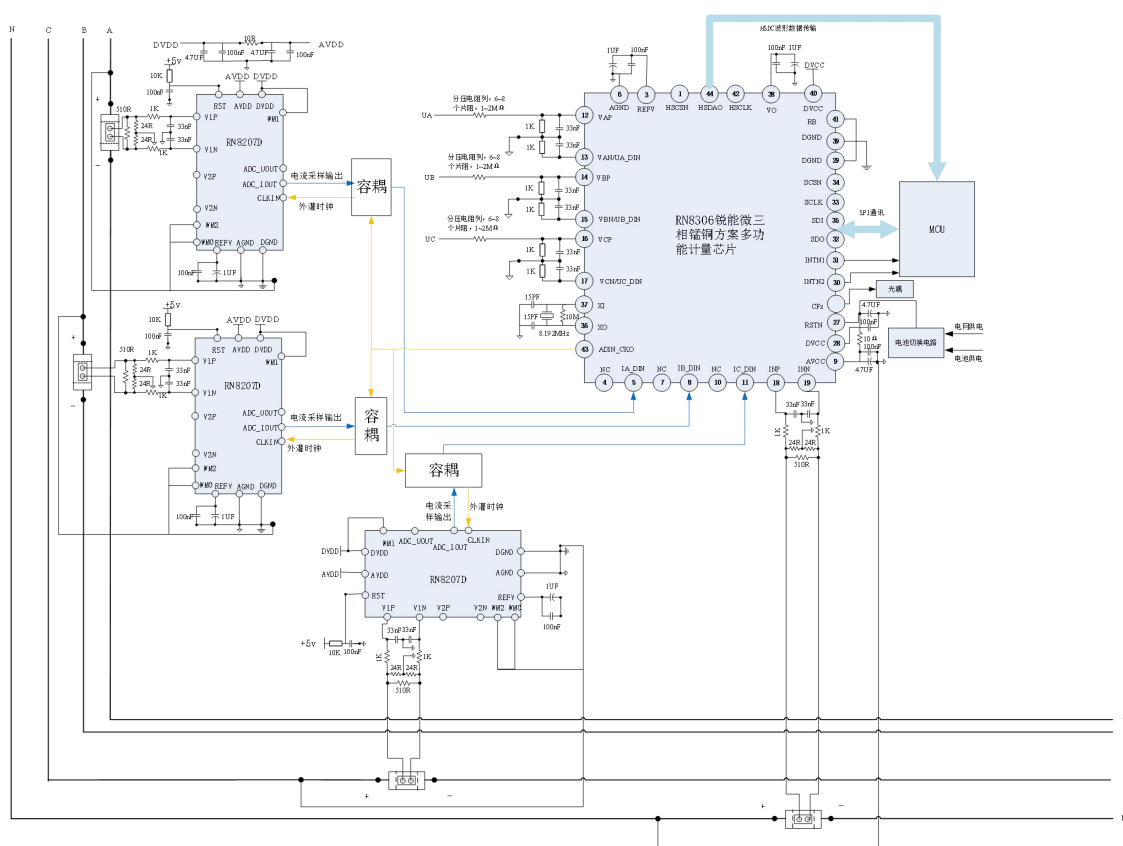 N
C
B
A
DVDD
10R
AVDD
4.7UF
100nF
4.7UF
100nF
+5v
10K
100nF
AVDD DVDD
RST
AVDD
DVDD
WM1
+
510R
1K
24R
24R
33nF
33nF
1K
-
V1P
V1N
RN8207D
V2P
V2N
WM2
WM0
REFV
AGND
DGND
ADC_UOUT
ADC_IOUT
CLKIN
100nF
1UF
电流采样输出
外灌时钟
容耦
+5v
10K
100nF
AVDD DVDD
RST
AVDD
DVDD
WM1
+
510R
1K
24R
24R
33nF
33nF
1K
-
V1P
V1N
RN8207D
V2P
V2N
WM2
WM0
REFV
AGND
DGND
ADC_UOUT
ADC_IOUT
CLKIN
100nF
1UF
电流采样输出
外灌时钟
容耦
容耦
电流采
样输出
外灌时钟
WM1
ADC_UOUT
ADC_IOUT
CLKIN
DVDD
DVDD
AVDD
AVDD
RST
RN8207D
DGND
AGND
REFV
V1P
V1N
V2P
V2N
WM2
WM0
1UF
100nF
+5v
10K
100nF
33nF
33nF
1K
1K
24R
24R
510R
+
-
HSDC波形数据传输
1UF
100nF
100nF
1UF
DVCC
6
3
1
44
42
38
40
AGND
REFV
HSCSN
HSDAO
HSCLK
VO
DVCC
分压电阻列，6~8
个片阻，1~2MΩ
UA
1K
1K
33nF
33nF
12
VAP
13
VAN/UA_DIN
分压电阻列，6~8
个片阻，1~2MΩ
UB
1K
1K
33nF
33nF
14
VBP
15
VBN/UB_DIN
分压电阻列，6~8
个片阻，1~2MΩ
UC
1K
1K
33nF
33nF
16
VCP
17
VCN/UC_DIN
15PF
15PF
10M
8.192MHz
37
XI
36
XO
43
ADIN_CKO
RN8306锐能微三
相锰铜方案多功
能计量芯片
RB
41
DGND
39
DGND
29
SCSN
34
SCLK
33
SDI
35
SDO
32
INTN1
31
INTN2
30
CFx
RSTN
27
DVCC
28
AVCC
9
SPI通讯
MCU
光耦
4.7UF
100nF
10Ω
100nF
4.7UF
电池切换电路
电网供电
电池供电
NC
IA_DIN
NC
IB_DIN
NC
IC_DIN
INP
INN
4
5
7
8
10
11
18
19
33nF
33nF
1K
1K
24R
24R
510R
+
-